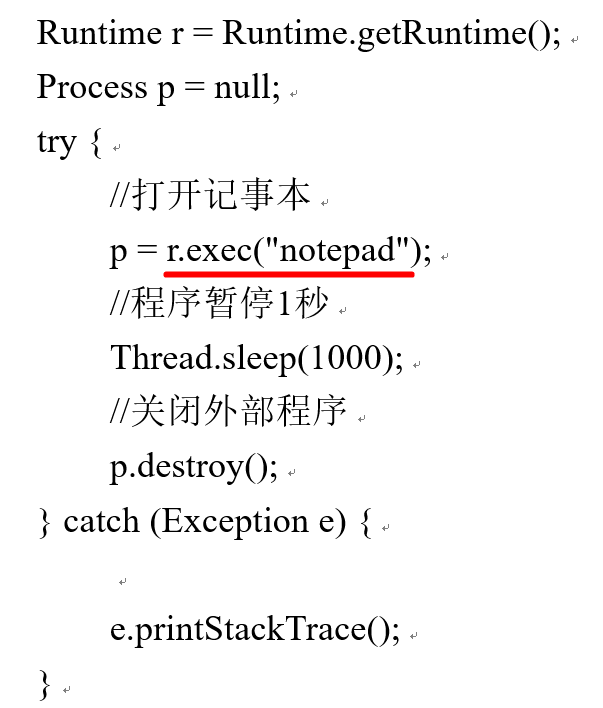 Runtime r = Runtime.getRuntime();
Process p = null;
try {
//打开记事本
p = r.exec("notepad");
//程序暂停1秒
Thread.sleep(1000);
//关闭外部程序
p.destroy();
} catch (Exception e) {
e.printStackTrace();
}